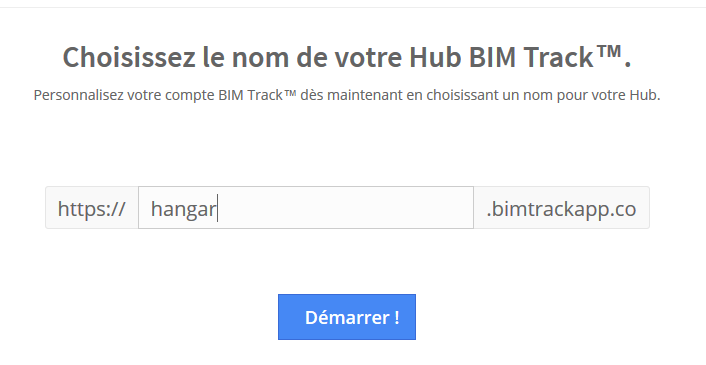 Choisissez le nom de votre Hub BIM Track™.
Personnalisez votre compte BIM Track™ dès maintenant en choisissant un nom pour votre Hub.
https:// hangar .bimtrackapp.co
Démarrer !